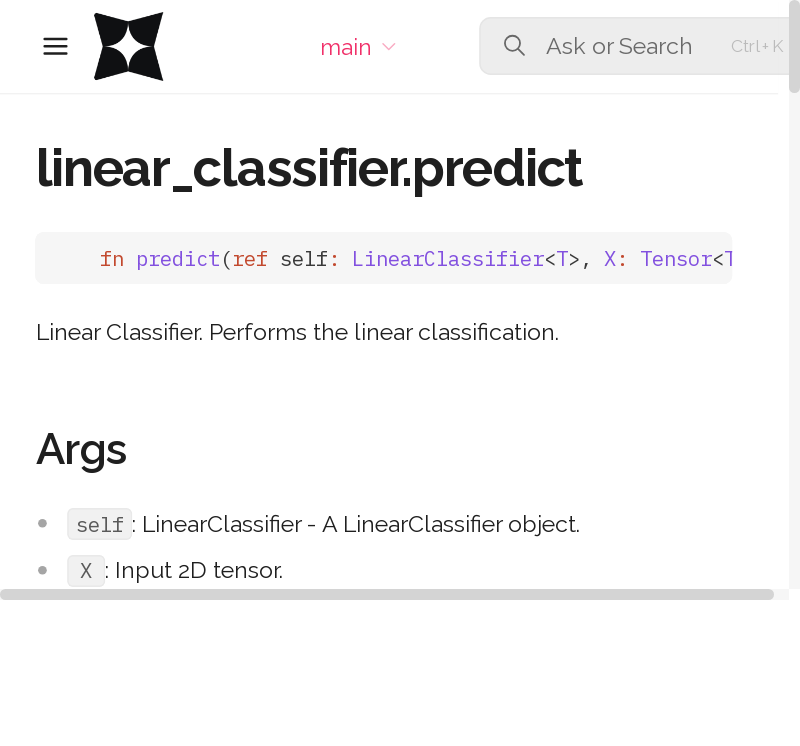 main
Ask or Search
Ctrl+K
linear_classifier.predict
fn predict(ref self: LinearClassifier<T>, X: Tensor<T
Linear Classifier. Performs the linear classification.
Args
self: LinearClassifier - A LinearClassifier object.
X: Input 2D tensor.